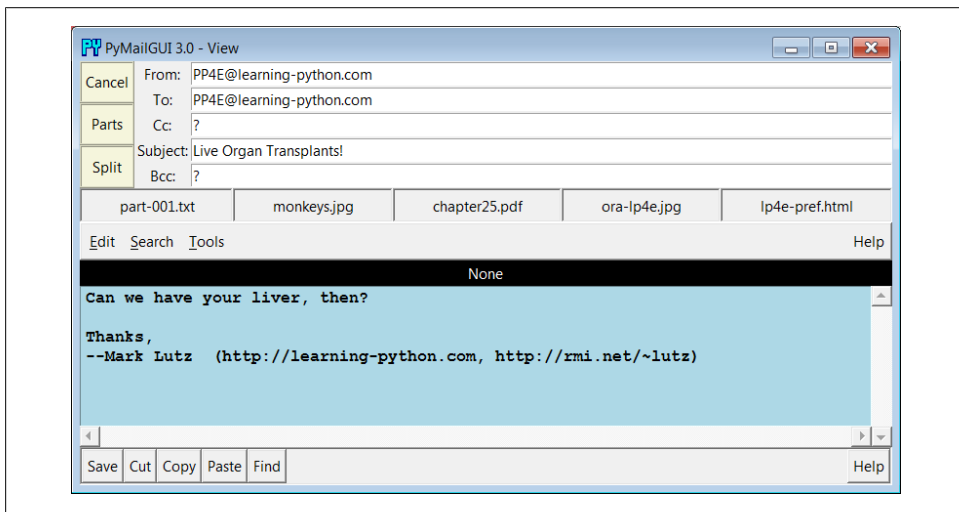 PY PyMailGUI 3.0 - View
Cancel
Parts
Split
From: PP4E@learning-python.com
To: PP4E@learning-python.com
Cc: ?
Subject: Live Organ Transplants!
Bcc: ?
part-001.txt monkeys.jpg chapter25.pdf ora-lp4e.jpg lp4e-pref.html
Edit Search Tools Help
None
Can we have your liver, then?
Thanks,
--Mark Lutz (http://learning-python.com, http://rmi.net/~lutz)
Save Cut Copy Paste Find Help